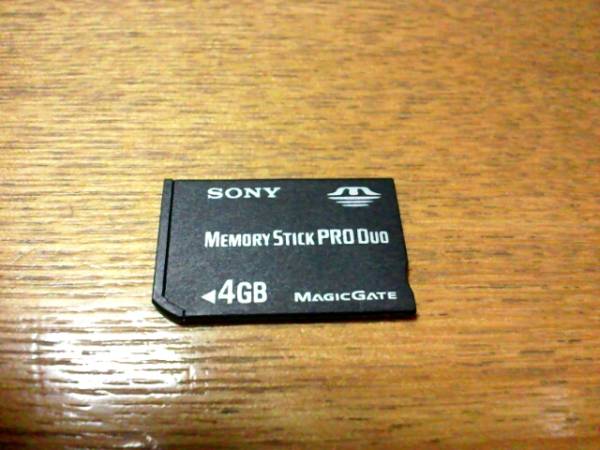 SONY
MEMORY STICK PRO DUO
4GB MAGICGATE